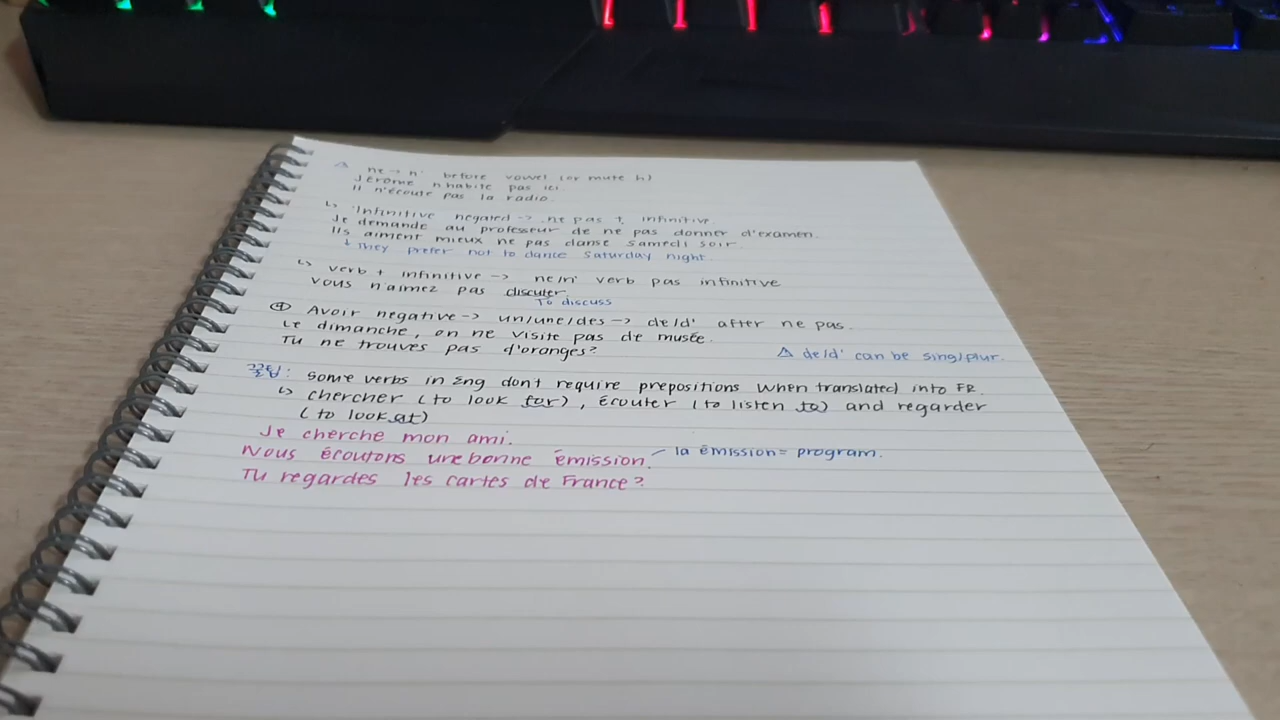 ⚠ ne → n' before vowel (or mute h)
Jérôme n'habite pas ici.
Il n'écoute pas la radio.
↳ Infinitive negated → ne pas + infinitive.
Je demande au professeur de ne pas donner d'examen.
Ils aiment mieux ne pas danse samedi soir
↓ They prefer not to dance Saturday night.
↳ verb + infinitive → ne/n' verb pas infinitive
vous n'aimez pas discuter.
To discuss
④ Avoir negative → un/une/des → de/d' after ne pas.
Le dimanche, on ne visite pas de musée.
Tu ne trouves pas d'oranges?
⚠ de/d' can be sing/plur.
꿀팁: Some verbs in Eng don't require prepositions when translated into FR.
↳ chercher (to look for), écouter (to listen to) and regarder
(to look at)
Je cherche mon ami.
Nous écoutons une bonne émission. – la émission = program.
Tu regardes les cartes de France?